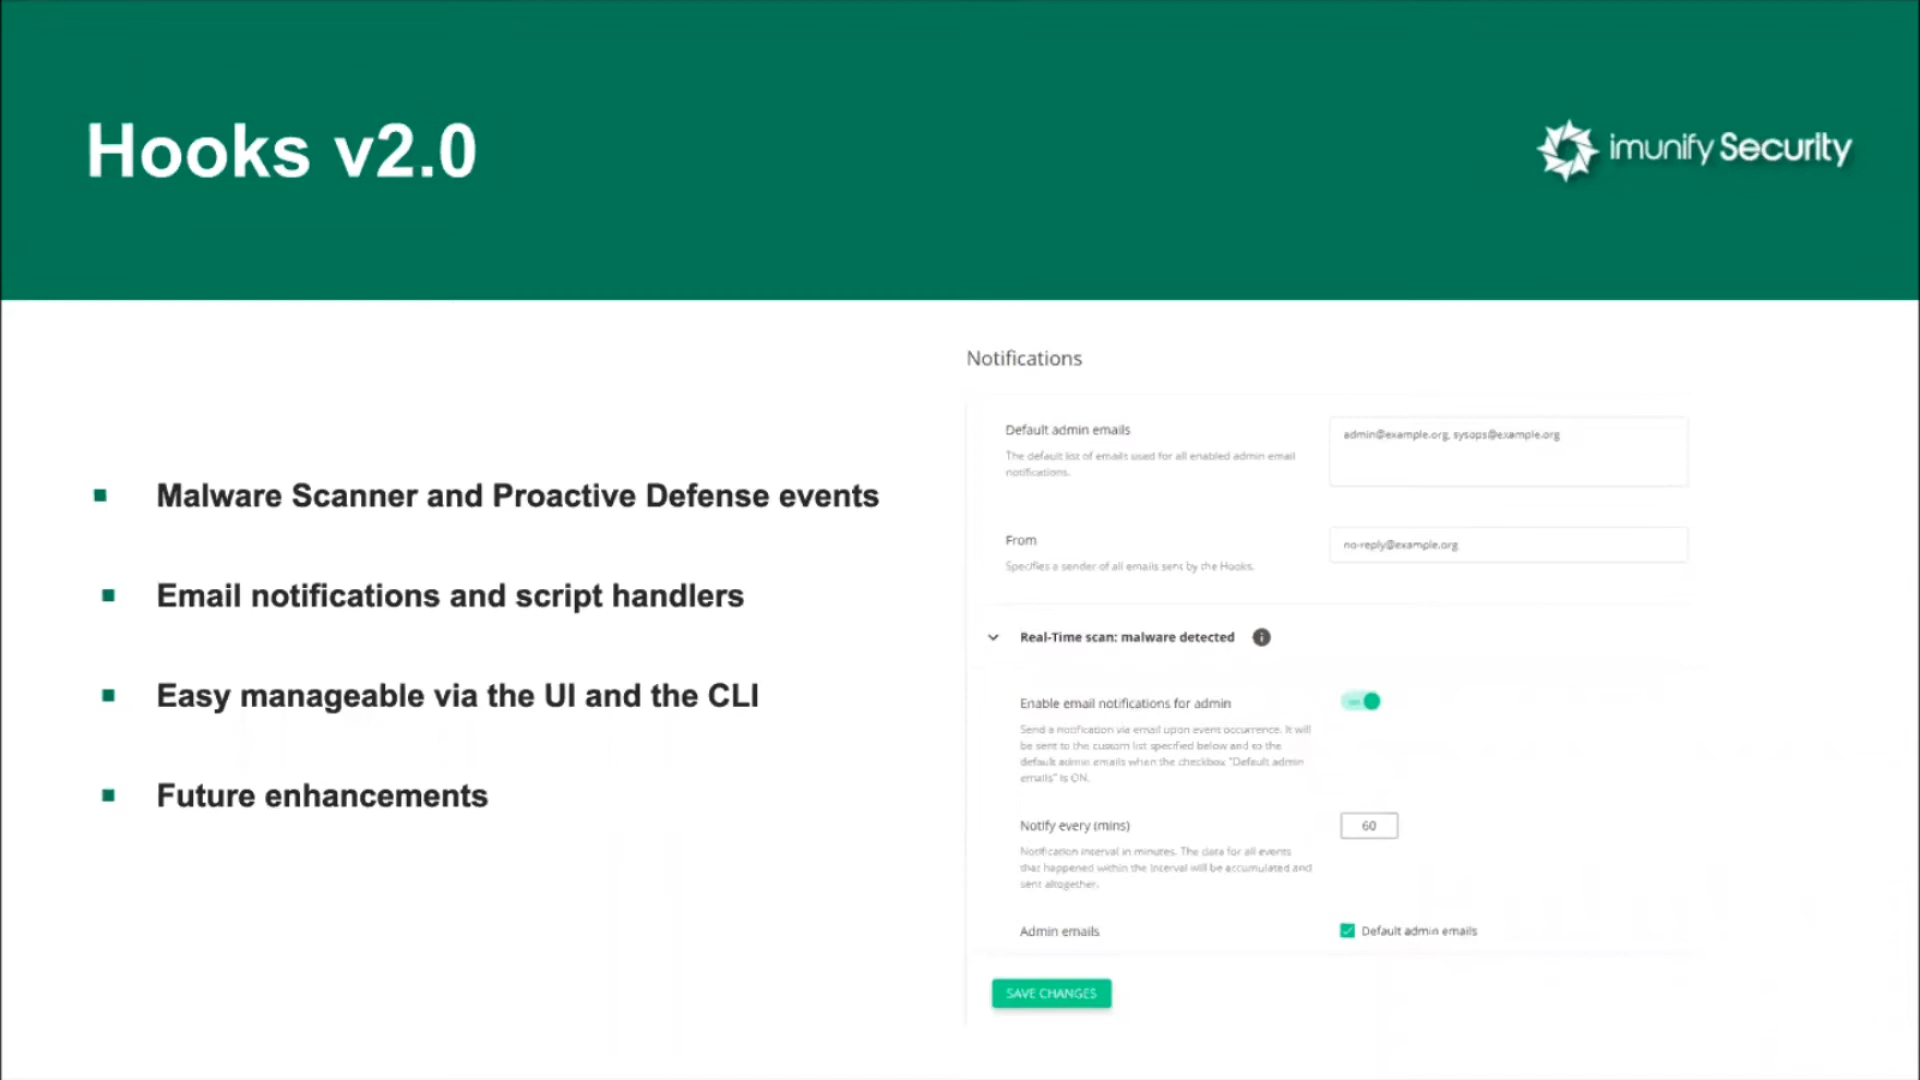 Hooks v2.0
imunify Security
Malware Scanner and Proactive Defense events
Email notifications and script handlers
Easy manageable via the UI and the CLI
Future enhancements
Notifications
Default admin emails
The default list of emails used for all enabled admin email
notifications.
admin@example.org, sysops@example.org
From
Specifies a sender of all emails sent by the Hooks.
no-reply@example.org
Real-Time scan: malware detected
Enable email notifications for admin
Send a notification via email upon event occurrence. It will
be sent to the custom list specified below and to the
default admin emails when the checkbox "Default admin
emails" is ON.
ON
Notify every (mins)
60
Notification interval in minutes. The data for all events
that happened within the interval will be accumulated and
sent altogether.
Admin emails
Default admin emails
SAVE CHANGES